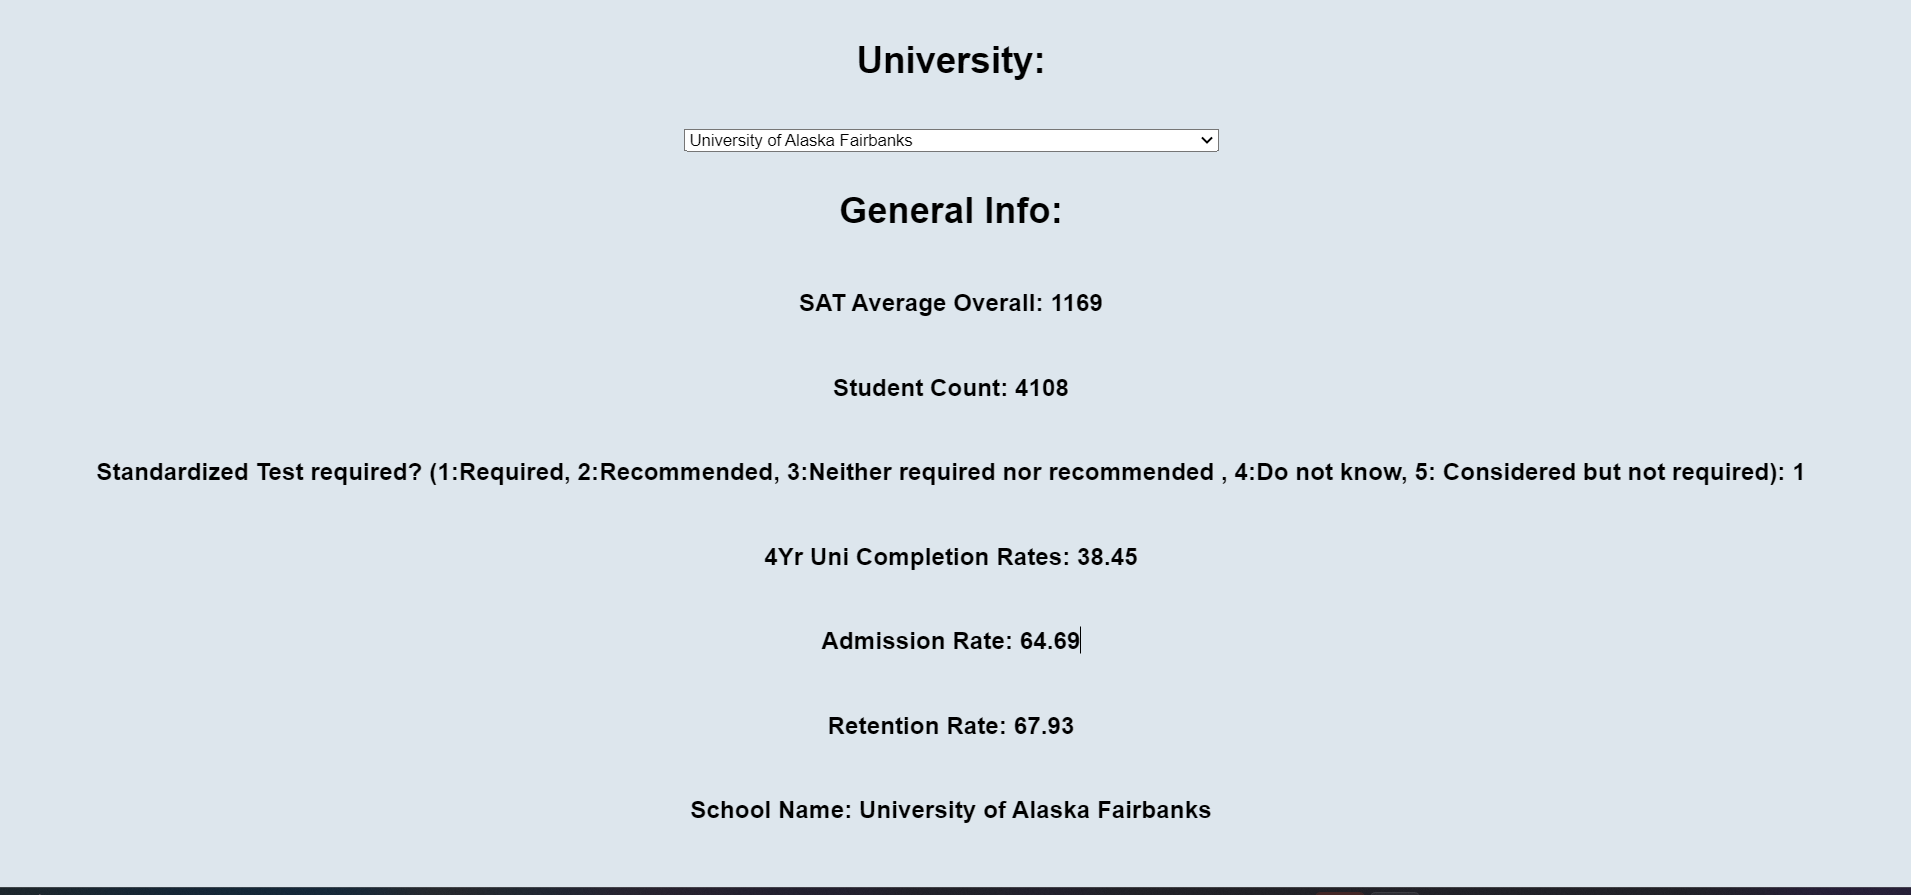 University:
University of Alaska Fairbanks
General Info:
SAT Average Overall: 1169
Student Count: 4108
Standardized Test required? (1:Required, 2:Recommended, 3:Neither required nor recommended , 4:Do not know, 5: Considered but not required): 1
4Yr Uni Completion Rates: 38.45
Admission Rate: 64.69
Retention Rate: 67.93
School Name: University of Alaska Fairbanks